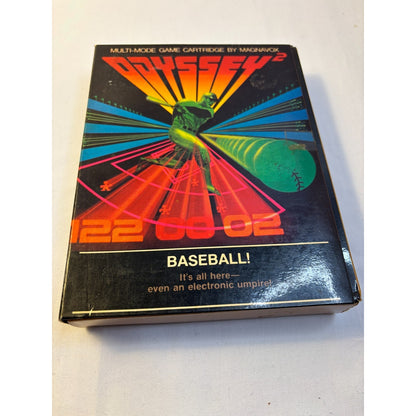 MULTI-MODE GAME CARTRIDGE BY MAGNAVOX
ODYSSEY²
122 00 02
BASEBALL!
It's all here—
even an electronic umpire!